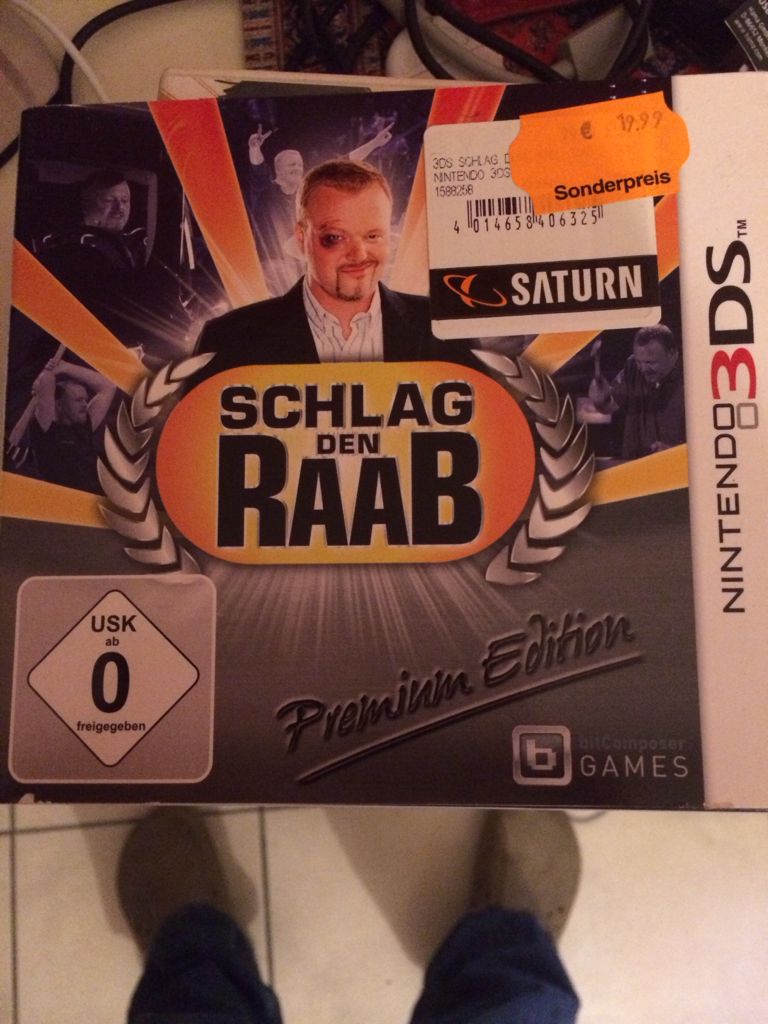 € 19.99
Sonderpreis
3DS SCHLAG D
NINTENDO 3DS
1588258
4 014658 406325
SATURN
NINTENDO 3DS™
SCHLAG
DEN
RAAB
USK
ab
0
freigegeben
Premium Edition
b
bitComposer
GAMES